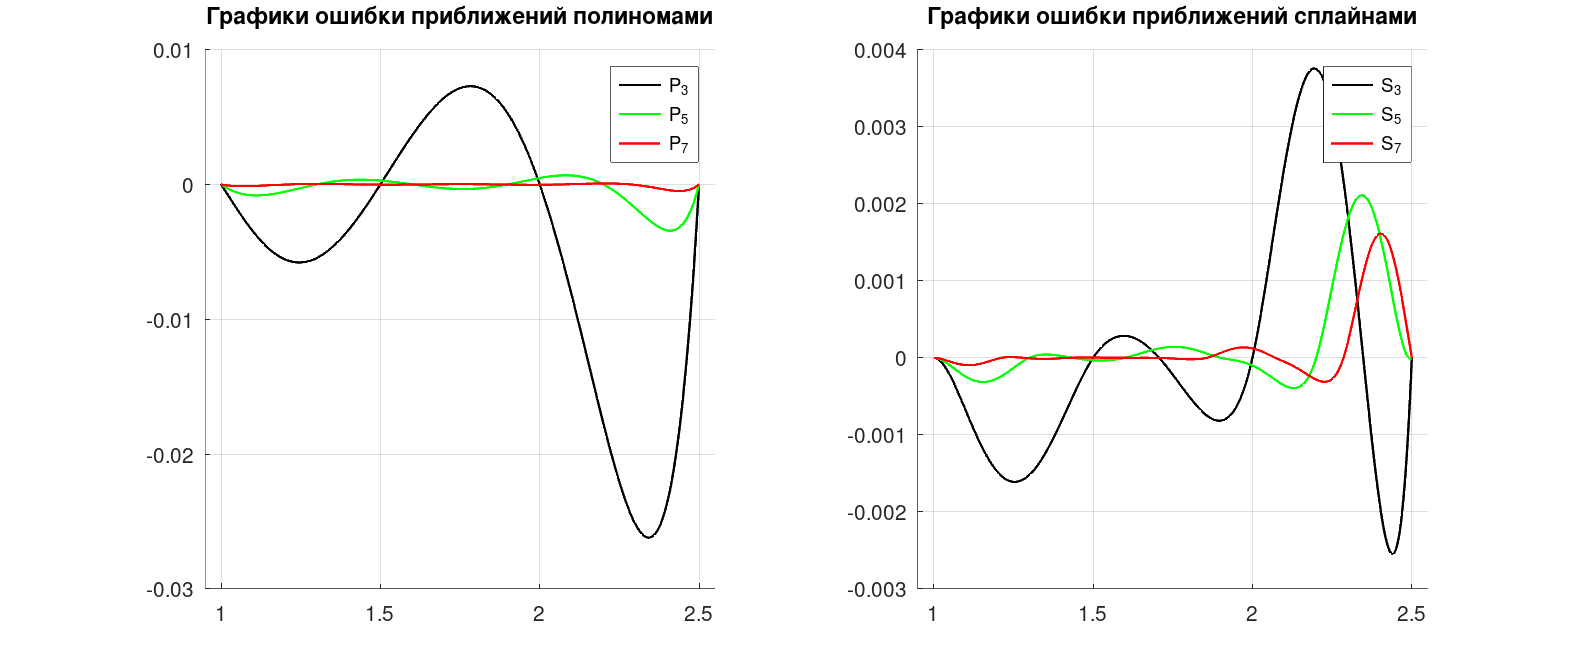 Графики ошибки приближений полиномами
0.01
0
-0.01
-0.02
-0.03
1
1.5
2
2.5
P3
P5
P7
Графики ошибки приближений сплайнами
0.004
0.003
0.002
0.001
0
-0.001
-0.002
-0.003
1
1.5
2
2.5
S3
S5
S7